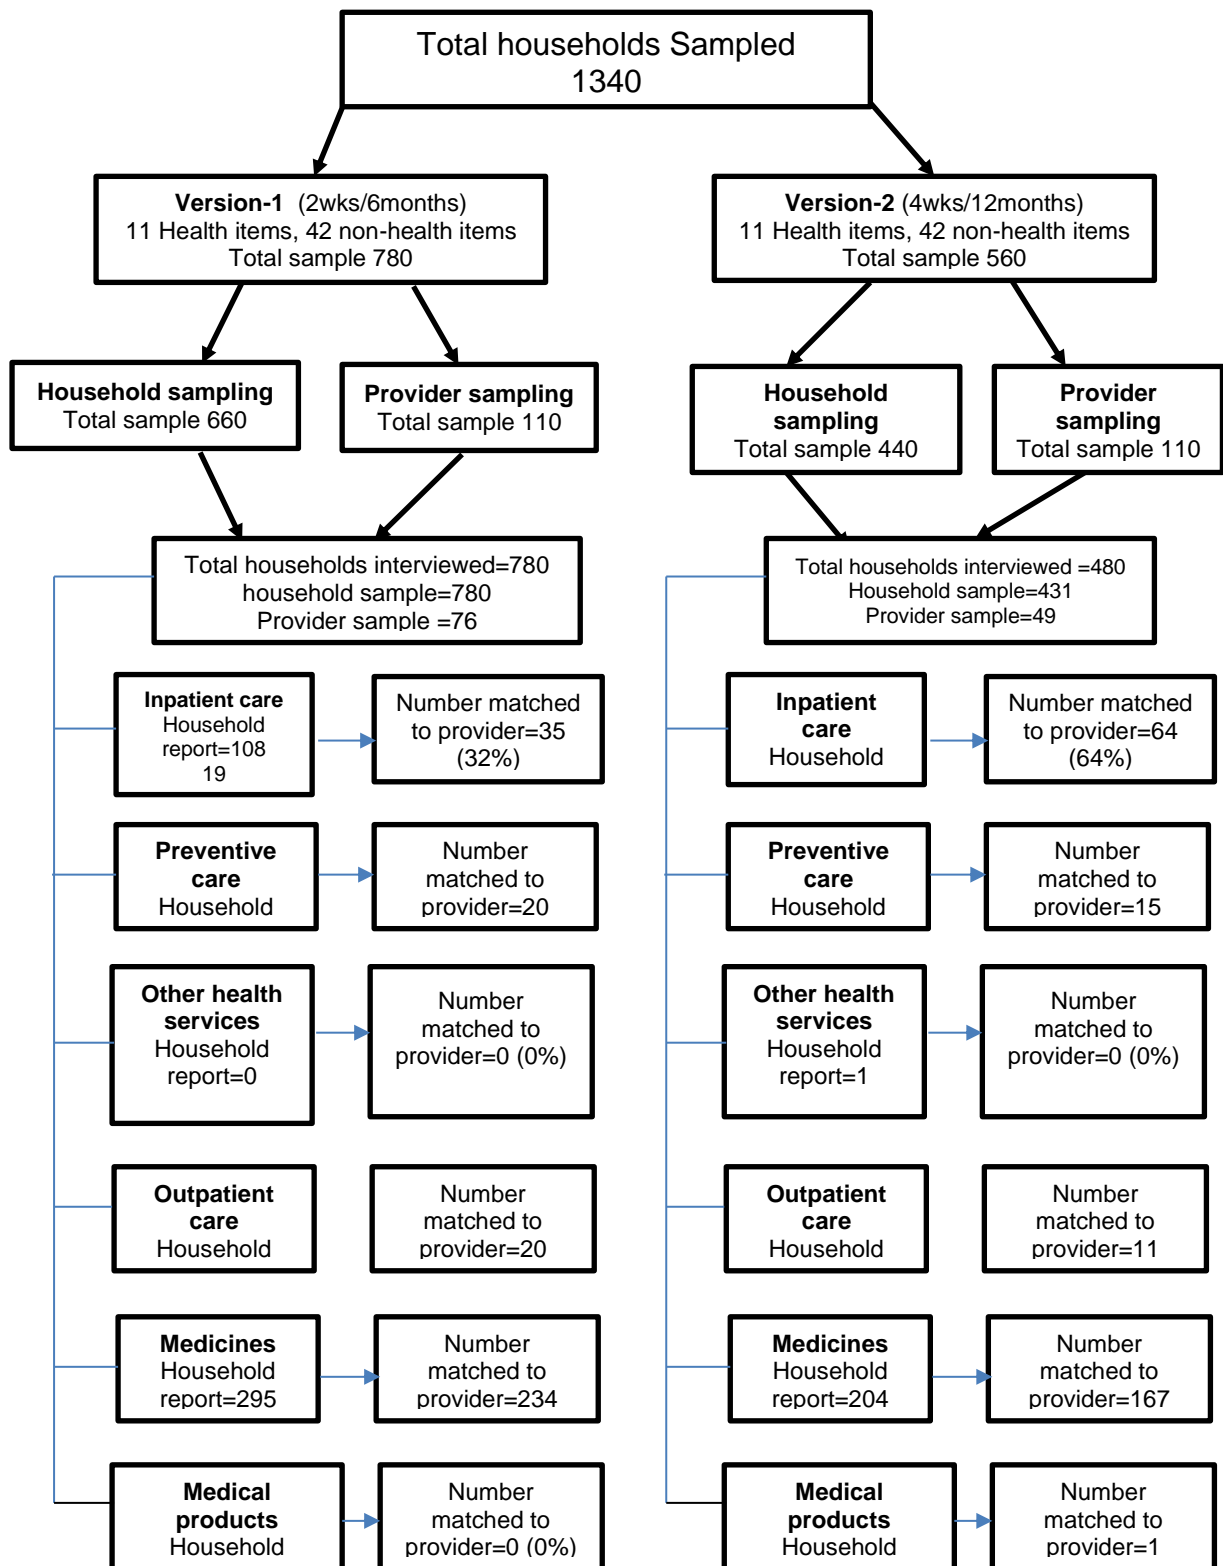 Total households Sampled
1340
Version-1 (2wks/6months)
11 Health items, 42 non-health items
Total sample 780
Version-2 (4wks/12months)
11 Health items, 42 non-health items
Total sample 560
Household sampling
Total sample 660
Provider sampling
Total sample 110
Household
sampling
Total sample 440
Provider
sampling
Total sample 110
Total households interviewed=780
household sample=780
Provider sample =76
Total households interviewed =480
Household sample=431
Provider sample=49
Inpatient care
Household
report=108
19
Number matched
to provider=35
(32%)
Inpatient
care
Household
Number matched
to provider=64
(64%)
Preventive
care
Household
Number
matched to
provider=20
Preventive
care
Household
Number
matched to
provider=15
Other health
services
Household
report=0
Number
matched to
provider=0 (0%)
Other health
services
Household
report=1
Number
matched to
provider=0 (0%)
Outpatient
care
Household
Number
matched to
provider=20
Outpatient
care
Household
Number
matched to
provider=11
Medicines
Household
report=295
Number
matched to
provider=234
Medicines
Household
report=204
Number
matched to
provider=167
Medical
products
Household
Number
matched to
provider=0 (0%)
Medical
products
Household
Number
matched to
provider=1